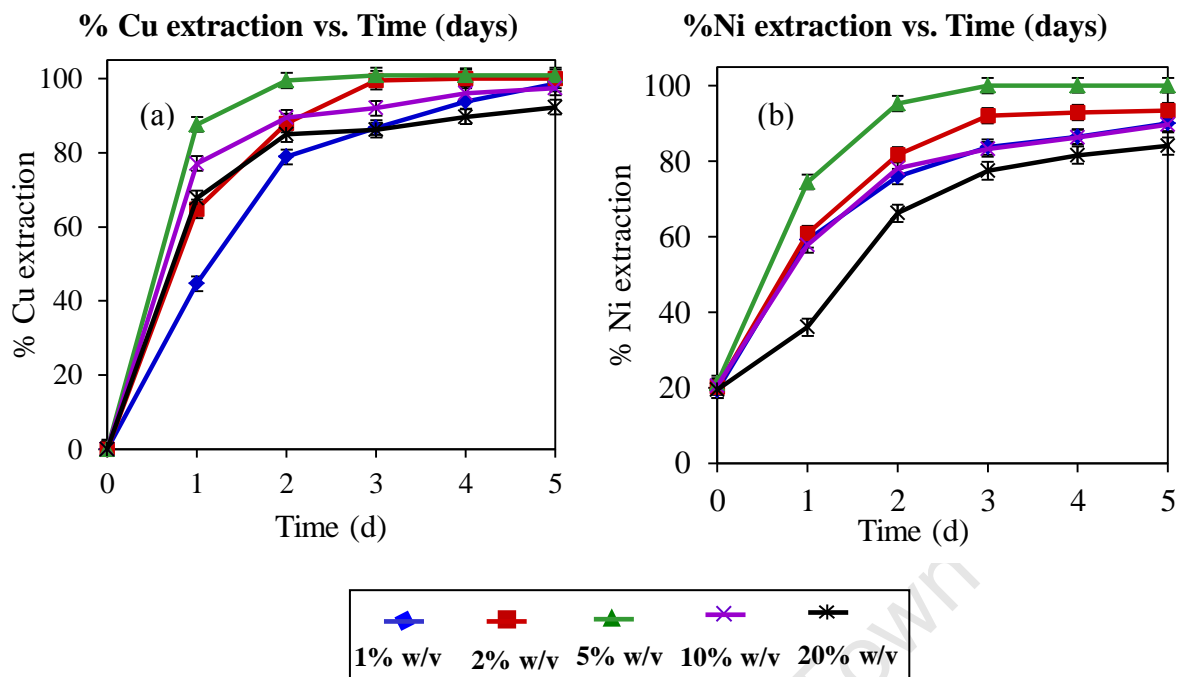 % Cu extraction vs. Time (days)
%Ni extraction vs. Time (days)
(a)
% Cu extraction
100
80
60
40
20
0
0 1 2 3 4 5
Time (d)
(b)
% Ni extraction
100
80
60
40
20
0
0 1 2 3 4 5
Time (d)
1% w/v 2% w/v 5% w/v 10% w/v 20% w/v